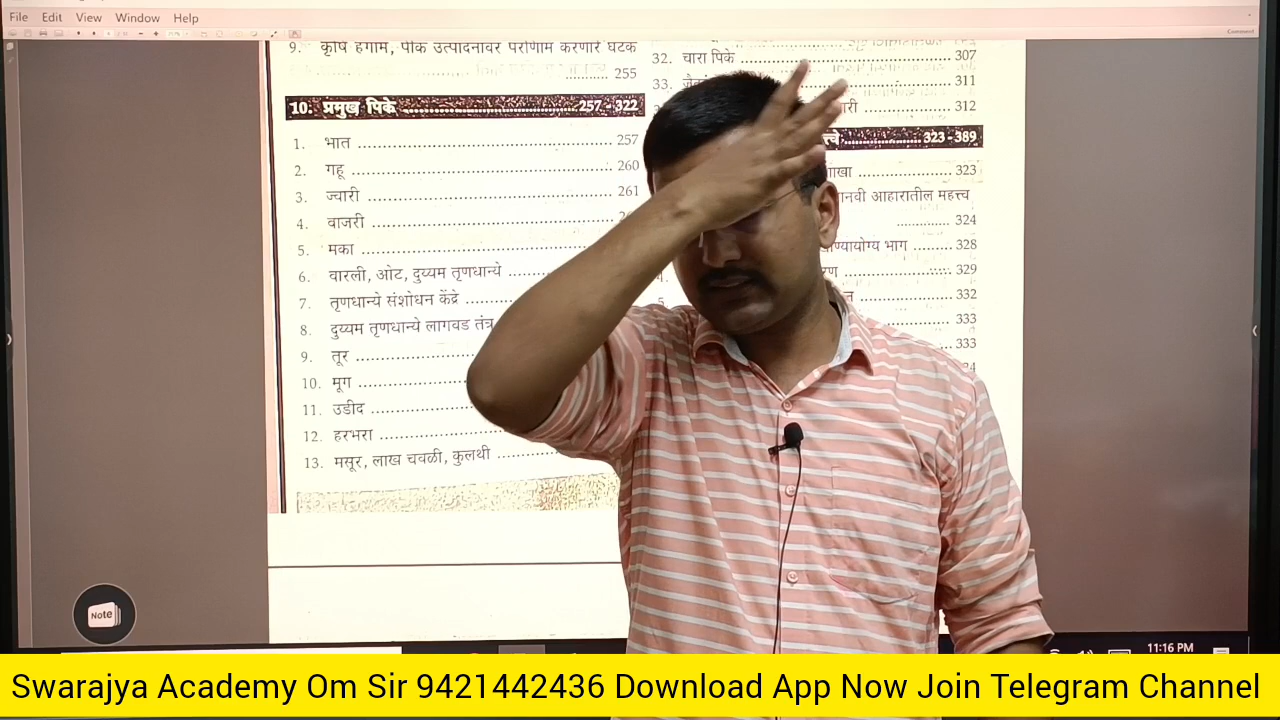 File Edit View Window Help
Comment
9. कृषि हंगाम, पीक उत्पादनावर परिणाम करणारे घटक
............ 255
10. प्रमुख पिके ................................ 257 - 322
1. भात ................................ 257
2. गहू ................................ 260
3. ज्वारी ................................ 261
4. बाजरी ................................
5. मका ................................
6. वारली, ओट, दुय्यम तृणधान्ये ...............
7. तृणधान्ये संशोधन केंद्रे ...............
8. दुय्यम तृणधान्ये लागवड तंत्र
9. तूर ...............
10. मूग ...............
11. उडीद ...............
12. हरभरा ...............
13. मसूर, लाख चवळी, कुलथी ...............
32. चारा पिके ................................ 307
33. ............... 311
............... 312
............... 323 - 389
............... 323
मानवी आहारातील महत्त्व
............... 324
भाग ......... 328
............... 329
............... 332
............... 333
... 333
Note
11:16 PM
Swarajya Academy Om Sir 9421442436 Download App Now Join Telegram Channel